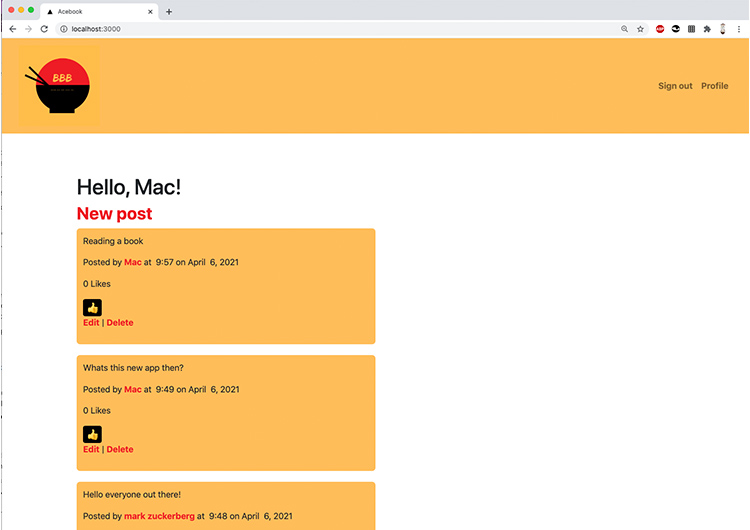 Acebook
localhost:3000
BBB
Sign out Profile
Hello, Mac!
New post
Reading a book
Posted by Mac at 9:57 on April 6, 2021
0 Likes
Edit | Delete
Whats this new app then?
Posted by Mac at 9:49 on April 6, 2021
0 Likes
Edit | Delete
Hello everyone out there!
Posted by mark zuckerberg at 9:48 on April 6, 2021